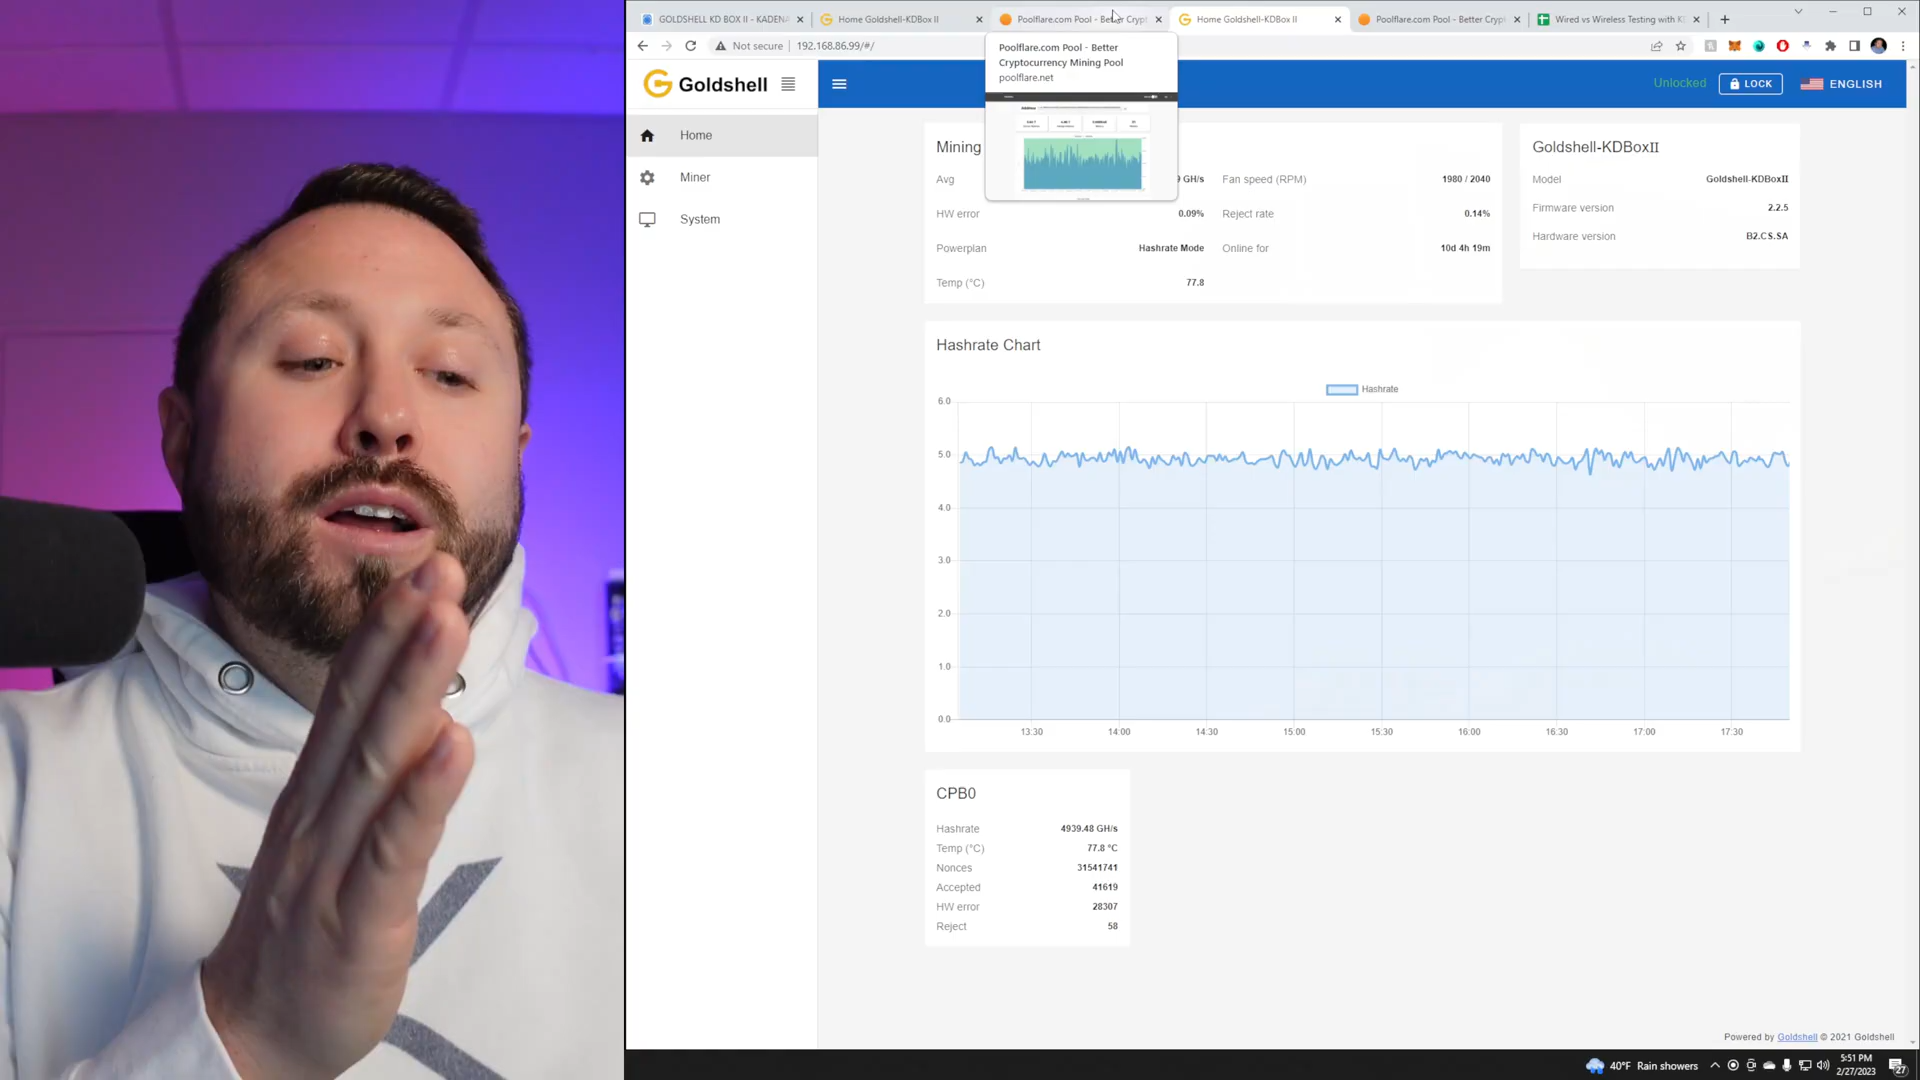 GOLDSHELL KD BOX II - KADENA
Home Goldshell-KDBox II
Poolflare.com Pool - Better Crypt
Home Goldshell-KDBox II
Poolflare.com Pool - Better Crypt
Wired vs Wireless Testing with K
Not secure
192.168.86.99/#/
Poolflare.com Pool - Better
Cryptocurrency Mining Pool
poolflare.net
Goldshell
Unlocked
LOCK
ENGLISH
Home
Miner
System
Mining
Avg
9 GH/s
Fan speed (RPM)
1980 / 2040
HW error
0.09%
Reject rate
0.14%
Powerplan
Hashrate Mode
Online for
10d 4h 19m
Temp (°C)
77.8
Goldshell-KDBoxII
Model
Goldshell-KDBoxII
Firmware version
2.2.5
Hardware version
B2.CS.SA
Hashrate Chart
Hashrate
6.0
5.0
4.0
3.0
2.0
1.0
0.0
13:30
14:00
14:30
15:00
15:30
16:00
16:30
17:00
17:30
CPB0
Hashrate
4939.48 GH/s
Temp (°C)
77.8 °C
Nonces
31541741
Accepted
41619
HW error
28307
Reject
58
Powered by Goldshell © 2021 Goldshell
40°F Rain showers
5:51 PM
2/27/2023
27